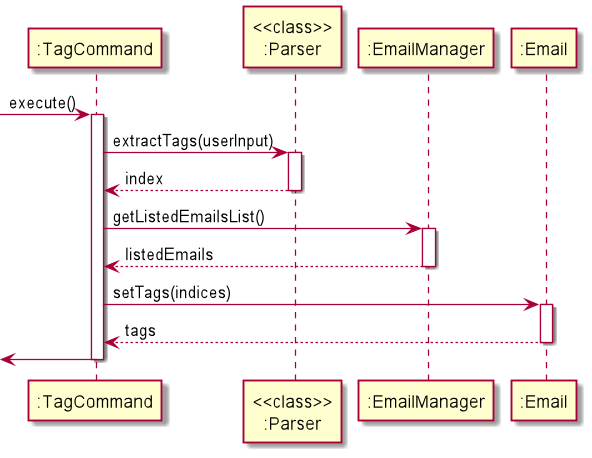 <<class>>
:TagCommand
:Parser
:EmailManager
:Email
execute()
extractTags(userInput)
index
getListedEmailsList()
listedEmails
setTags(indices)
tags
:TagCommand
<<class>>
:Parser
:EmailManager
:Email